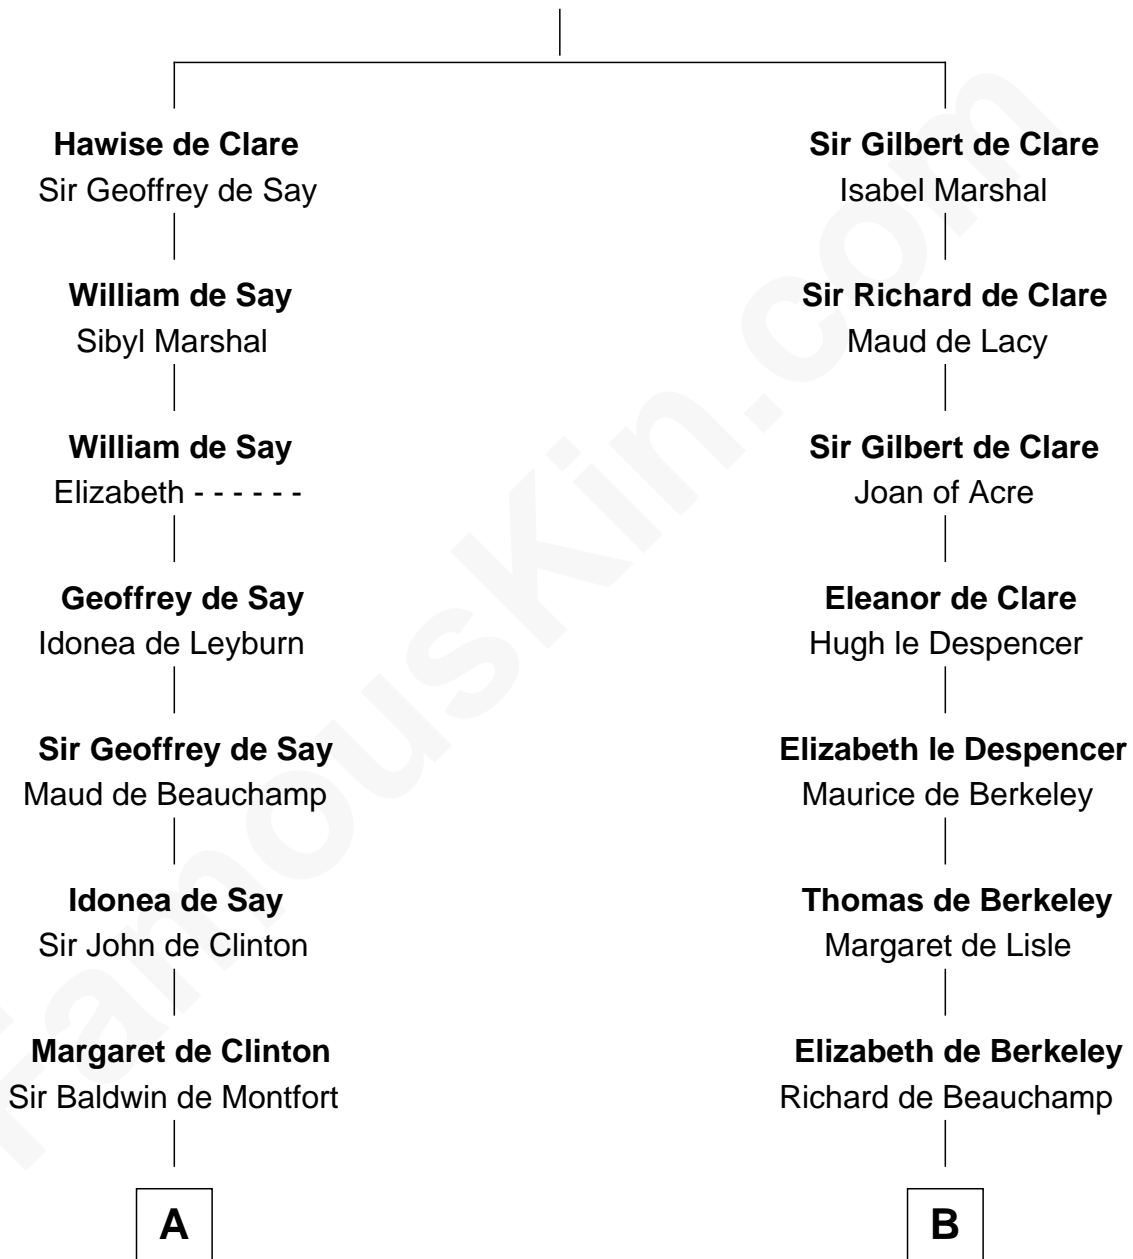 Hawise de Clare
Sir Geoffrey de Say
William de Say
Sibyl Marshal
William de Say
Elizabeth - - - - - -
Geoffrey de Say
Idonea de Leyburn
Sir Geoffrey de Say
Maud de Beauchamp
Idonea de Say
Sir John de Clinton
Margaret de Clinton
Sir Baldwin de Montfort
A
Sir Gilbert de Clare
Isabel Marshal
Sir Richard de Clare
Maud de Lacy
Sir Gilbert de Clare
Joan of Acre
Eleanor de Clare
Hugh le Despencer
Elizabeth le Despencer
Maurice de Berkeley
Thomas de Berkeley
Margaret de Lisle
Elizabeth de Berkeley
Richard de Beauchamp
B
FamousKin.com